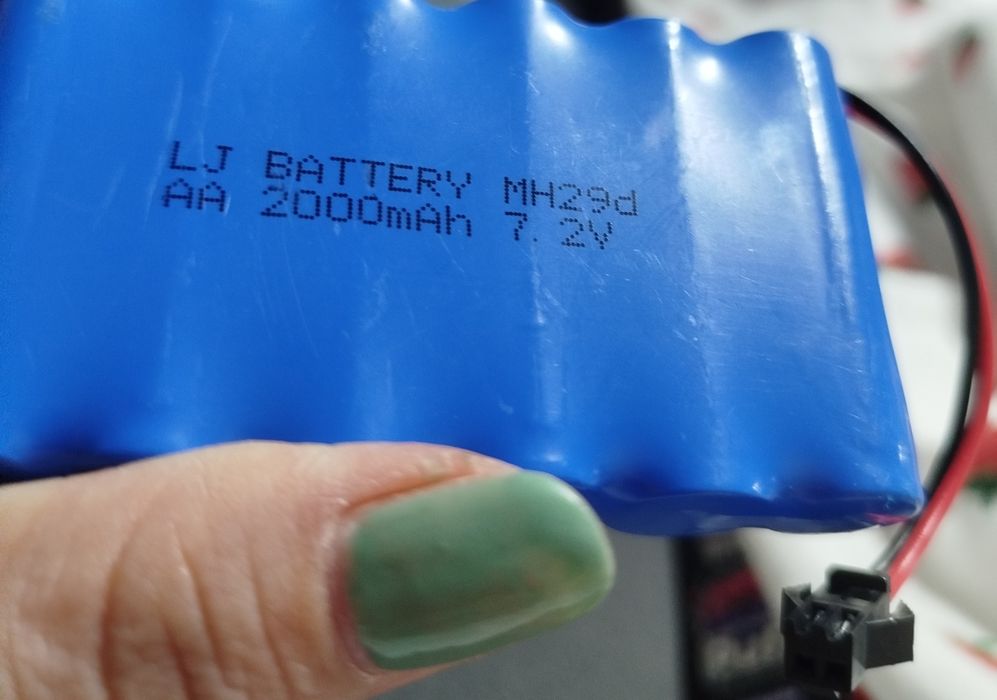 LJ BATTERY MH29d
AA 2000mAh 7.2V